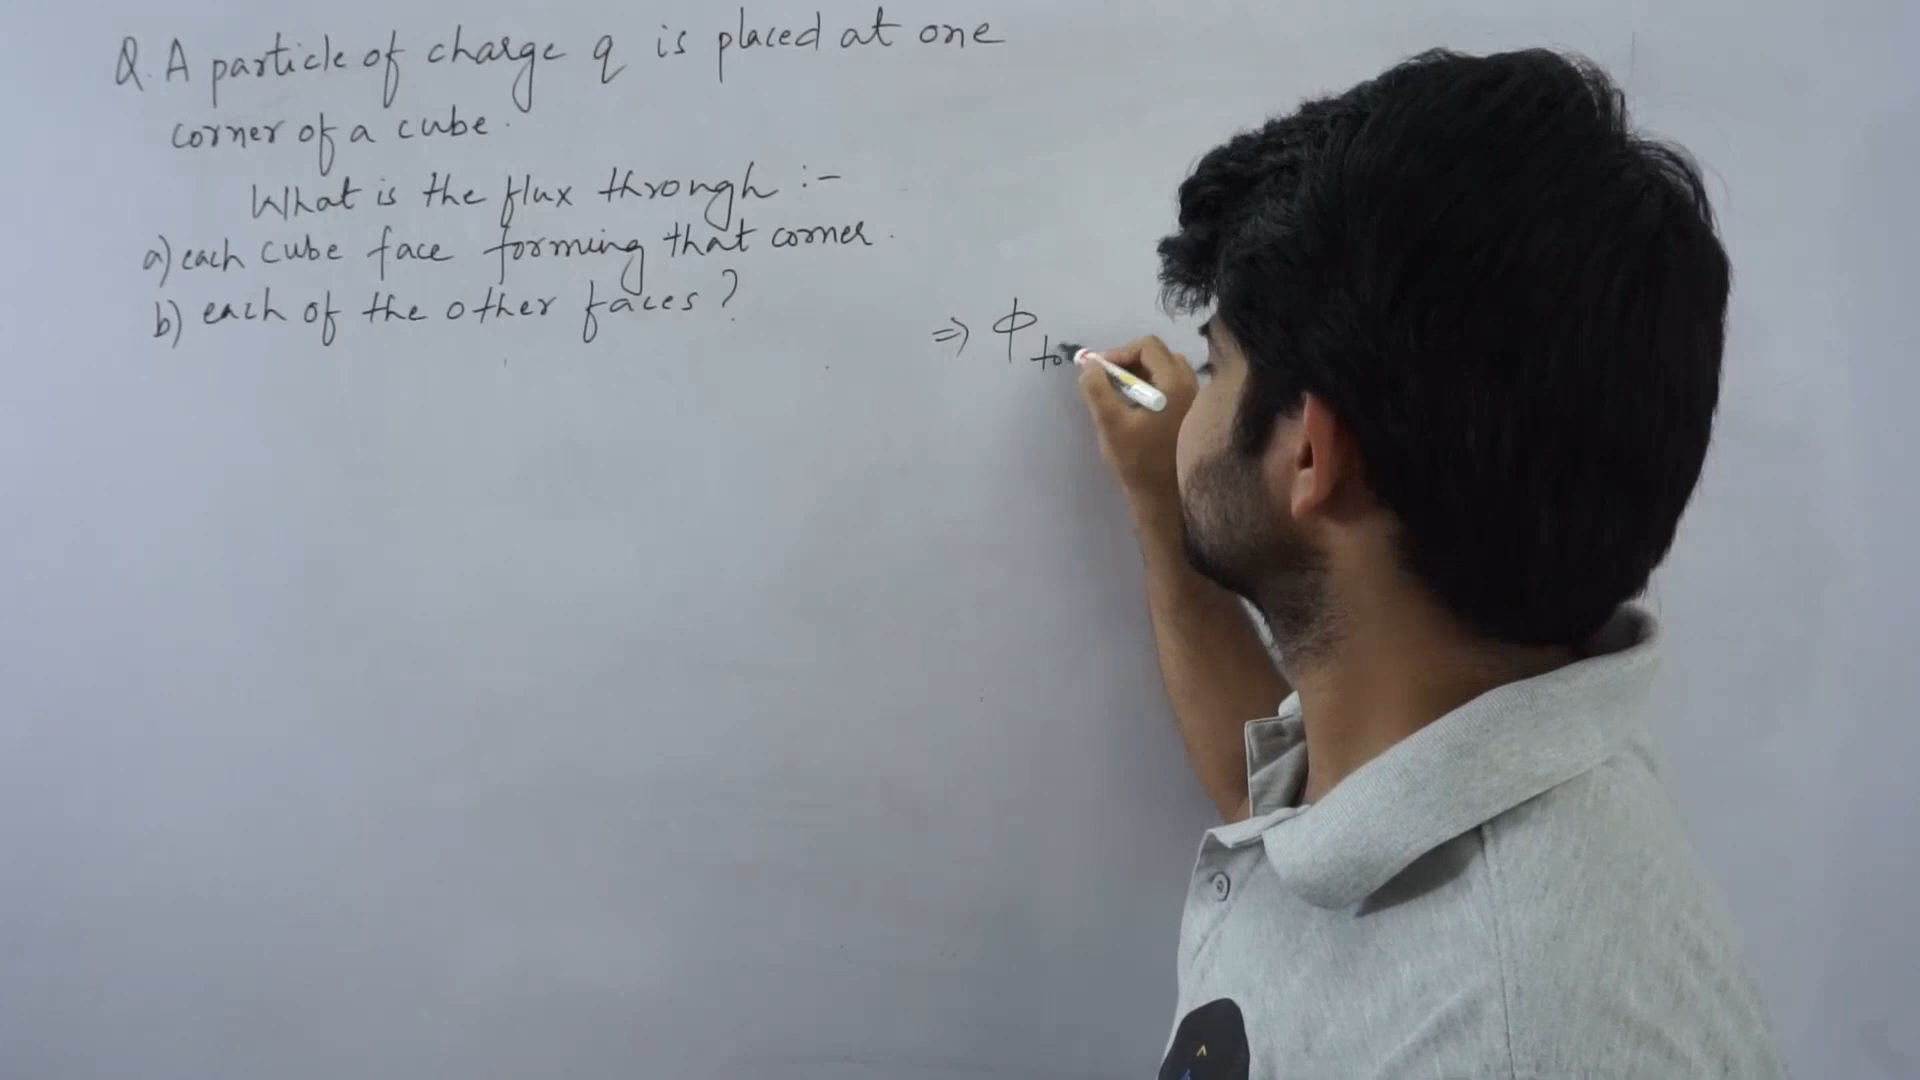 Q. A particle of charge q is placed at one
corner of a cube.
What is the flux through :-
a) each cube face forming that corner.
b) each of the other faces?
⇒ ϕto